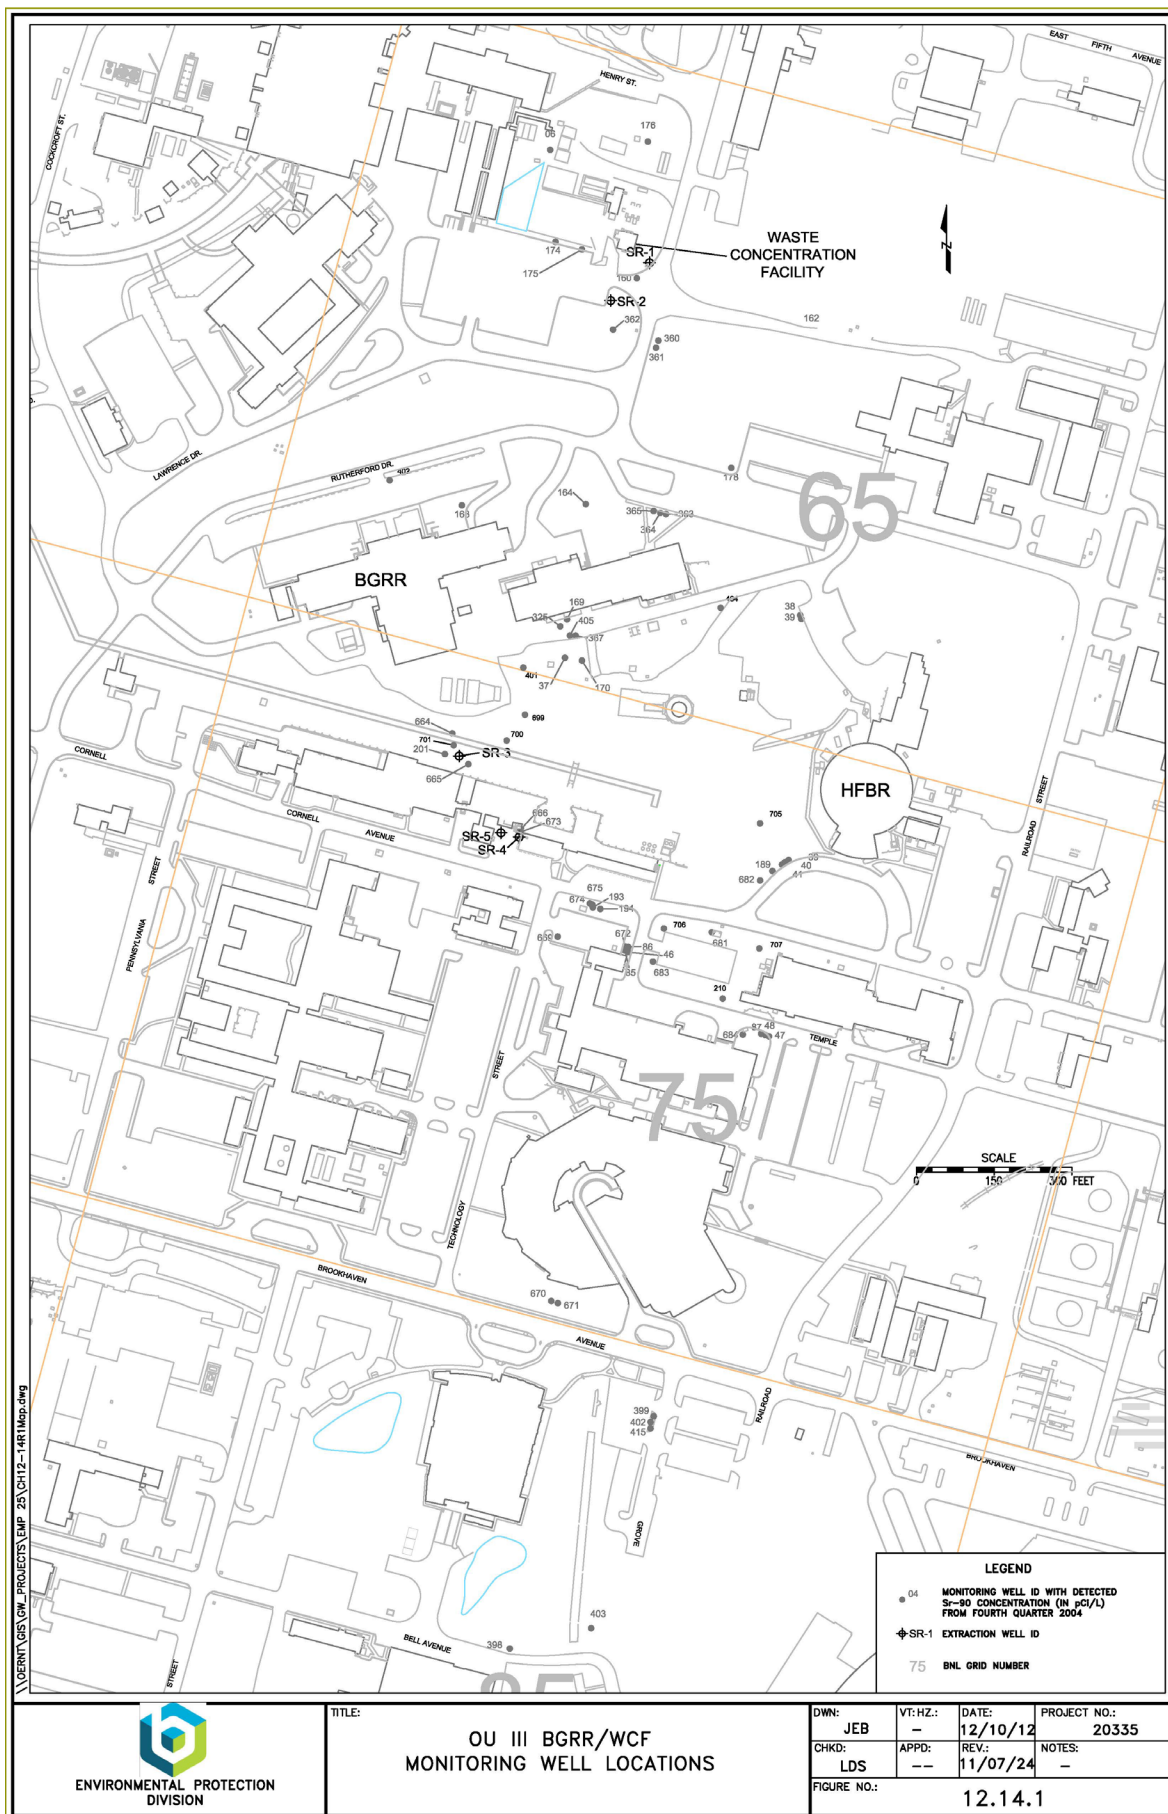 EAST FIFTH AVENUE
HENRY ST.
COCKCROFT ST.
06
176
WASTE
CONCENTRATION
FACILITY
N
174
175
SR-1
160
SR-2
362
162
360
361
LAWRENCE DR.
RUTHERFORD DR.
402
168
164
178
365
364
363
65
BGRR
169
325
405
367
404
38
39
401
37
170
699
664
700
701
201
SR-3
665
CORNELL
HFBR
STREET
RAILROAD
CORNELL
AVENUE
666
673
SR-5
SR-4
705
STREET
PENNSYLVANIA
189
40
41
682
675
674
193
194
669
672
86
46
85
683
706
681
707
210
684
87
48
47
TEMPLE
STREET
75
SCALE
0 150 300 FEET
TECHNOLOGY
BROOKHAVEN
670
671
AVENUE
399
402
415
RAILROAD
BROOKHAVEN
GROVE
403
398
BELL AVENUE
STREET
85
\\OERNT\GIS\GW_PROJECTS\EMP 25\CH12-14R1Map.dwg
LEGEND
04 MONITORING WELL ID WITH DETECTED
Sr-90 CONCENTRATION (IN pCi/L)
FROM FOURTH QUARTER 2004
SR-1 EXTRACTION WELL ID
75 BNL GRID NUMBER
ENVIRONMENTAL PROTECTION
DIVISION
TITLE:
OU III BGRR/WCF
MONITORING WELL LOCATIONS
DWN: VT:HZ.: DATE: PROJECT NO.:
JEB – 12/10/12 20335
CHKD: APPD: REV.: NOTES:
LDS -- 11/07/24 –
FIGURE NO.:
12.14.1